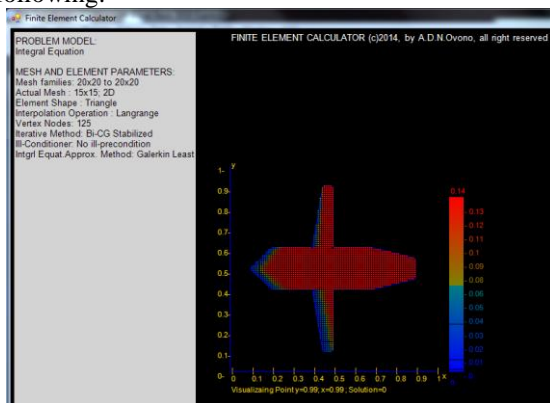 ollowing:
Finite Element Calculator
PROBLEM MODEL:
Integral Equation
MESH AND ELEMENT PARAMETERS:
Mesh families: 20x20 to 20x20
Actual Mesh : 15x15; 2D
Element Shape : Triangle
Interpolation Operation : Langrange
Vertex Nodes: 125
Iterative Method: Bi-CG Stabilized
Ill-Conditioner: No ill-precondition
Intgrl Equat.Approx. Method: Galerkin Least
FINITE ELEMENT CALCULATOR (c)2014, by A.D.N.Ovono, all right reserved
y
1-
0.9-
0.8-
0.7-
0.6-
0.5-
0.4-
0.3-
0.2-
0.1-
0-
0 0.1 0.2 0.3 0.4 0.5 0.6 0.7 0.8 0.9 1 x
0.14
0.13
0.12
0.11
0.1
0.09
0.08
0.06
0.05
0.04
0.03
0.02
0.01
Visualizaing Point y=0.99; x=0.99 ; Solution=0